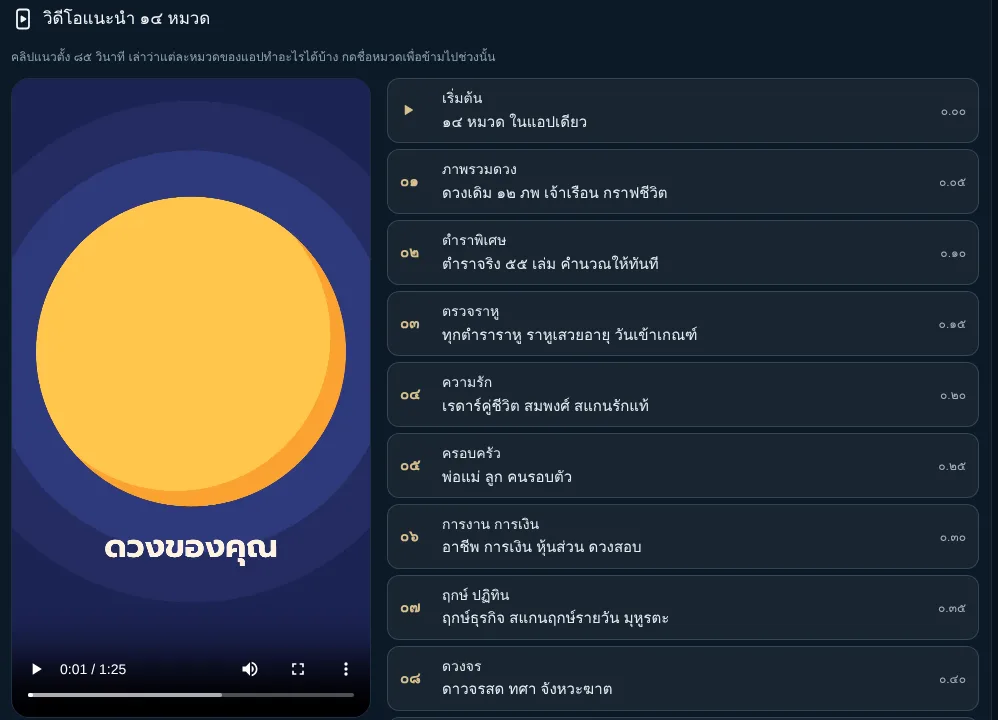 วิดีโอแนะนำ ๑๔ หมวด
คลิปแนวตั้ง ๘๕ วินาที เล่าว่าแต่ละหมวดของแอปทำอะไรได้บ้าง กดชื่อหมวดเพื่อข้ามไปช่วงนั้น
ดวงของคุณ
0:01 / 1:25
เริ่มต้น
๑๔ หมวด ในแอปเดียว
๐.๐๐
๐๑
ภาพรวมดวง
ดวงเดิม ๑๒ ภพ เจ้าเรือน กราฟชีวิต
๐.๐๕
๐๒
ตำราพิเศษ
ตำราจริง ๕๕ เล่ม คำนวณให้ทันที
๐.๑๐
๐๓
ตรวจราหู
ทุกตำราราหู ราหูเสวยอายุ วันเข้าเกณฑ์
๐.๑๕
๐๔
ความรัก
เรดาร์คู่ชีวิต สมพงศ์ สแกนรักแท้
๐.๒๐
๐๕
ครอบครัว
พ่อแม่ ลูก คนรอบตัว
๐.๒๕
๐๖
การงาน การเงิน
อาชีพ การเงิน หุ้นส่วน ดวงสอบ
๐.๓๐
๐๗
ฤกษ์ ปฏิทิน
ฤกษ์ธุรกิจ สแกนฤกษ์รายวัน มุหูรตะ
๐.๓๕
๐๘
ดวงจร
ดาวจรสด ทศา จังหวะฆาต
๐.๔๐